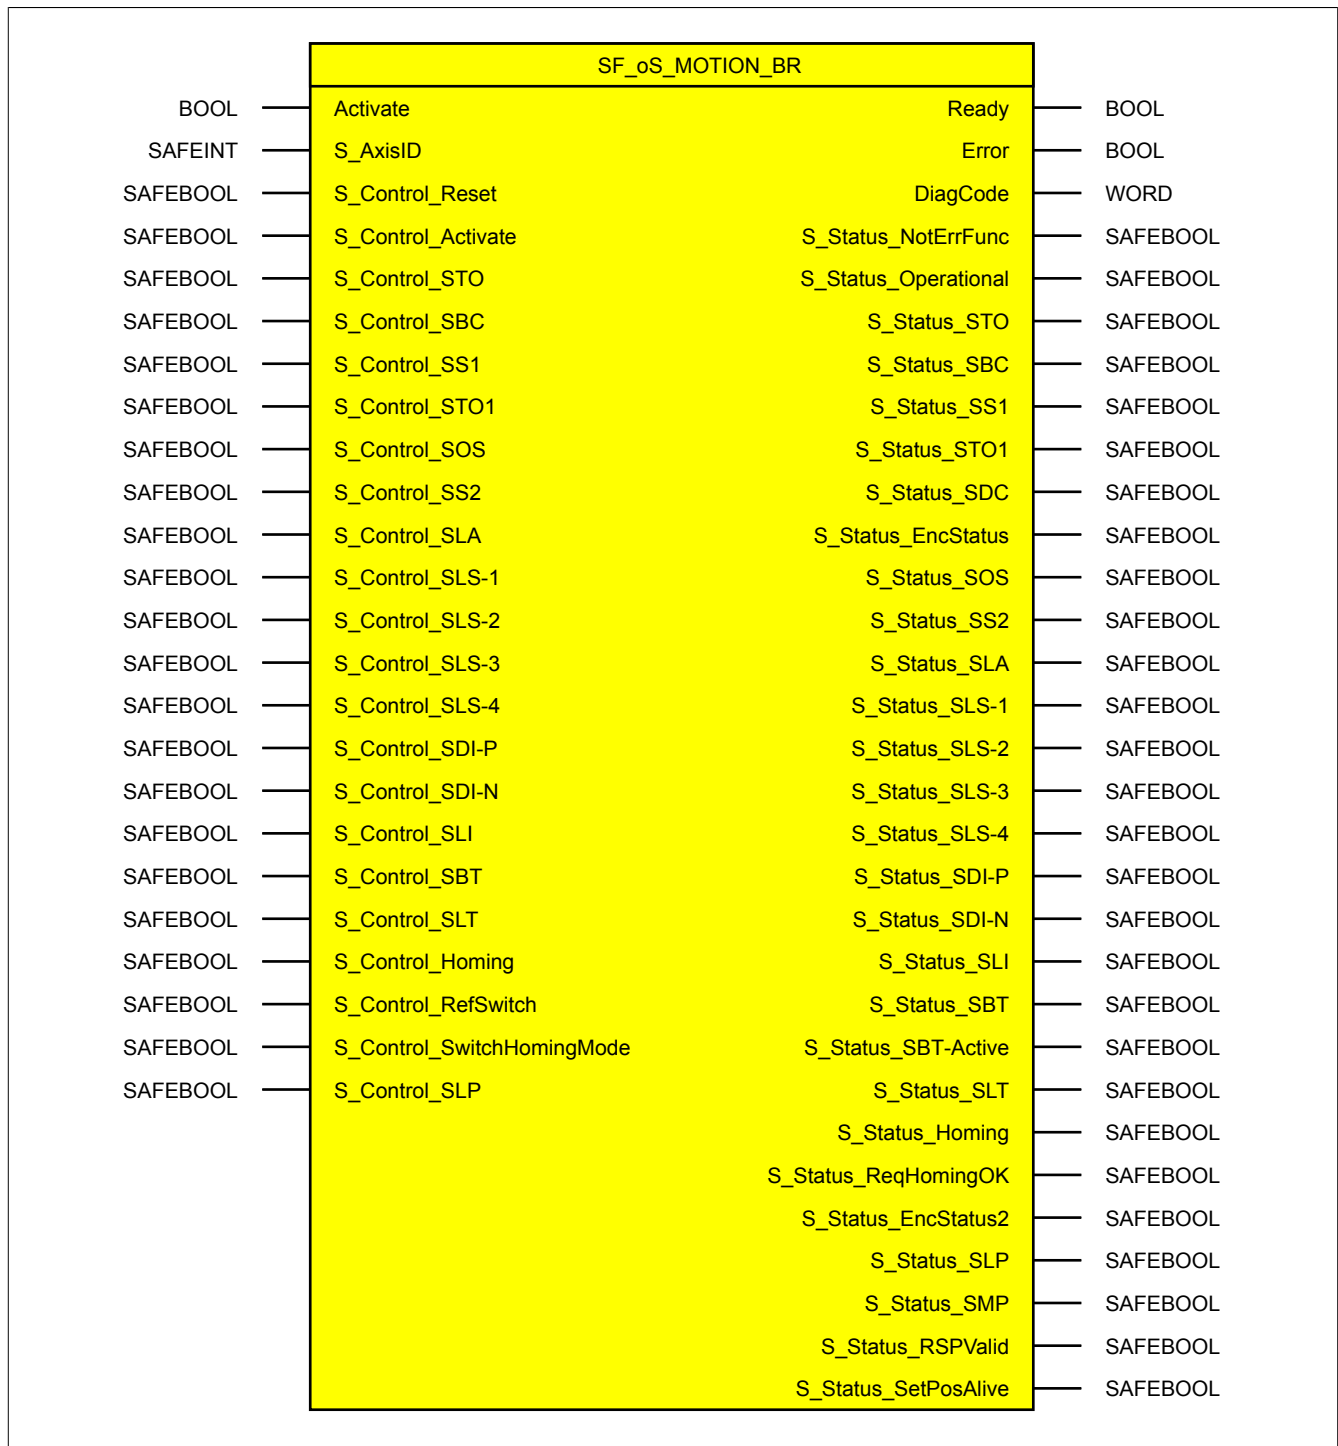 SF_oS_MOTION_BR
BOOL Activate Ready BOOL
SAFEINT S_AxisID Error BOOL
SAFEBOOL S_Control_Reset DiagCode WORD
SAFEBOOL S_Control_Activate S_Status_NotErrFunc SAFEBOOL
SAFEBOOL S_Control_STO S_Status_Operational SAFEBOOL
SAFEBOOL S_Control_SBC S_Status_STO SAFEBOOL
SAFEBOOL S_Control_SS1 S_Status_SBC SAFEBOOL
SAFEBOOL S_Control_STO1 S_Status_SS1 SAFEBOOL
SAFEBOOL S_Control_SOS S_Status_STO1 SAFEBOOL
SAFEBOOL S_Control_SS2 S_Status_SDC SAFEBOOL
SAFEBOOL S_Control_SLA S_Status_EncStatus SAFEBOOL
SAFEBOOL S_Control_SLS-1 S_Status_SOS SAFEBOOL
SAFEBOOL S_Control_SLS-2 S_Status_SS2 SAFEBOOL
SAFEBOOL S_Control_SLS-3 S_Status_SLA SAFEBOOL
SAFEBOOL S_Control_SLS-4 S_Status_SLS-1 SAFEBOOL
SAFEBOOL S_Control_SDI-P S_Status_SLS-2 SAFEBOOL
SAFEBOOL S_Control_SDI-N S_Status_SLS-3 SAFEBOOL
SAFEBOOL S_Control_SLI S_Status_SLS-4 SAFEBOOL
SAFEBOOL S_Control_SBT S_Status_SDI-P SAFEBOOL
SAFEBOOL S_Control_SLT S_Status_SDI-N SAFEBOOL
SAFEBOOL S_Control_Homing S_Status_SLI SAFEBOOL
SAFEBOOL S_Control_RefSwitch S_Status_SBT SAFEBOOL
SAFEBOOL S_Control_SwitchHomingMode S_Status_SBT-Active SAFEBOOL
SAFEBOOL S_Control_SLP S_Status_SLT SAFEBOOL
S_Status_Homing SAFEBOOL
S_Status_ReqHomingOK SAFEBOOL
S_Status_EncStatus2 SAFEBOOL
S_Status_SLP SAFEBOOL
S_Status_SMP SAFEBOOL
S_Status_RSPValid SAFEBOOL
S_Status_SetPosAlive SAFEBOOL